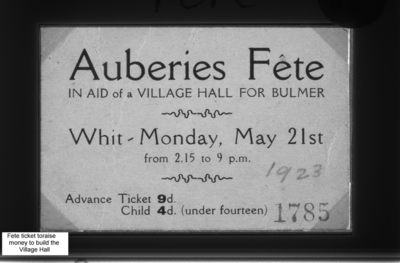 Auberies Fête
IN AID of a VILLAGE HALL FOR BULMER
Whit - Monday, May 21st
from 2.15 to 9 p.m.
1923
Advance Ticket 9d.
Child 4d. (under fourteen) 1785
Fete ticket toraise
money to build the
Village Hall